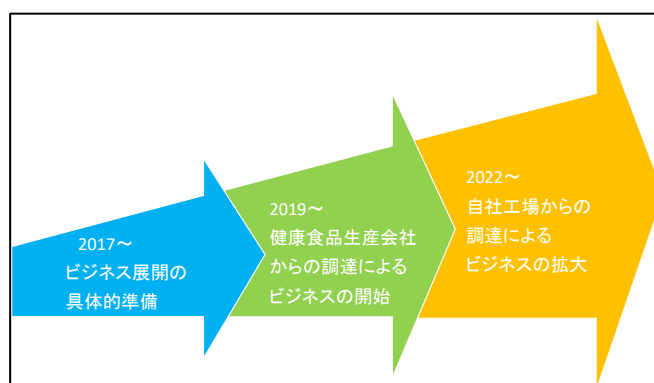 2017～
ビジネス展開の
具体的準備
2019～
健康食品生産会社
からの調達による
ビジネスの開始
2022～
自社工場からの
調達による
ビジネスの拡大